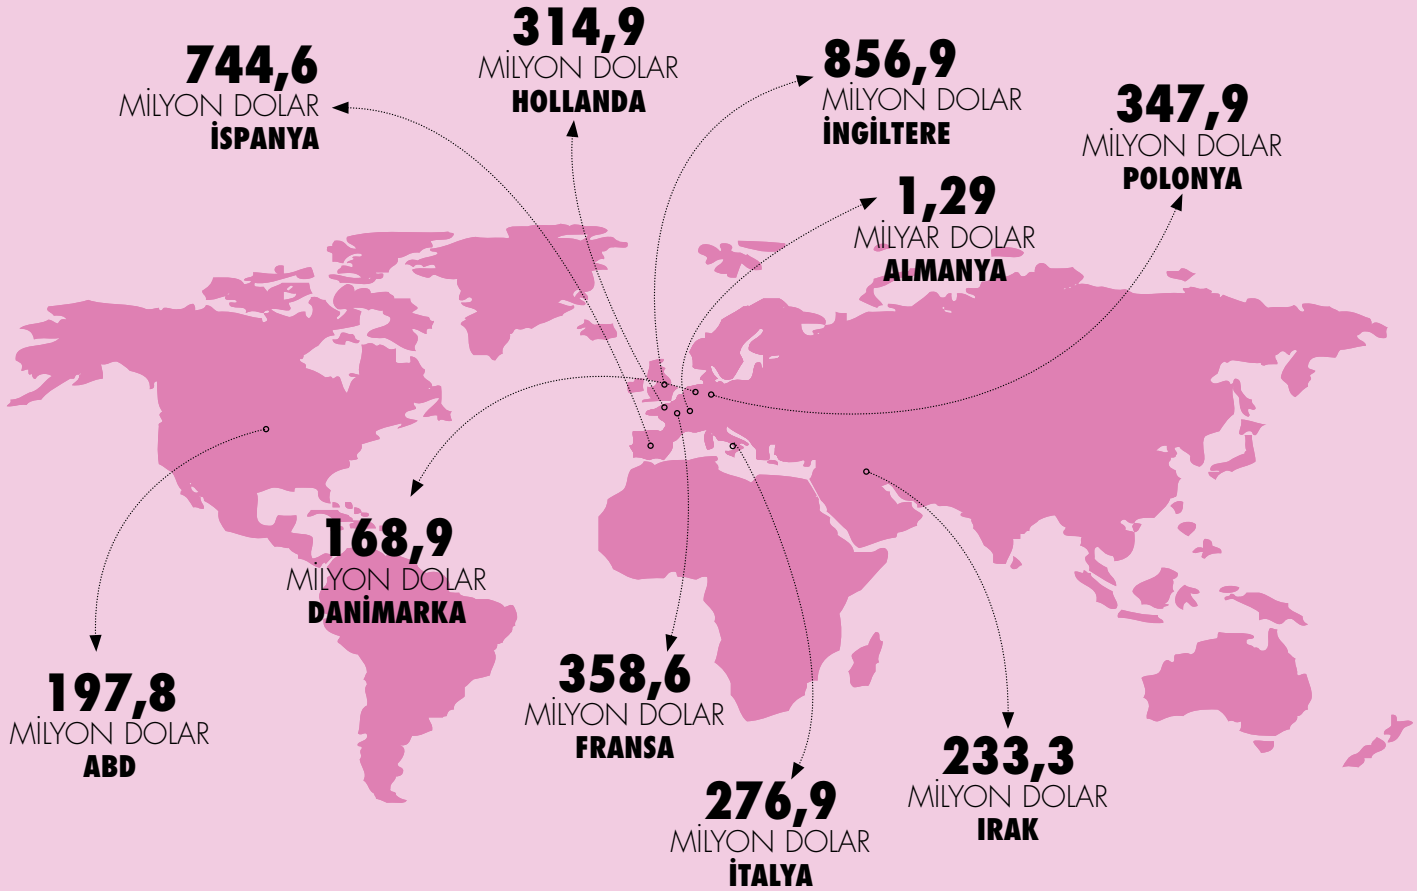 744,6
MİLYON DOLAR
İSPANYA
314,9
MİLYON DOLAR
HOLLANDA
856,9
MİLYON DOLAR
İNGİLTERE
347,9
MİLYON DOLAR
POLONYA
1,29
MİLYAR DOLAR
ALMANYA
168,9
MİLYON DOLAR
DANİMARKA
197,8
MİLYON DOLAR
ABD
358,6
MİLYON DOLAR
FRANSA
276,9
MİLYON DOLAR
İTALYA
233,3
MİLYON DOLAR
IRAK